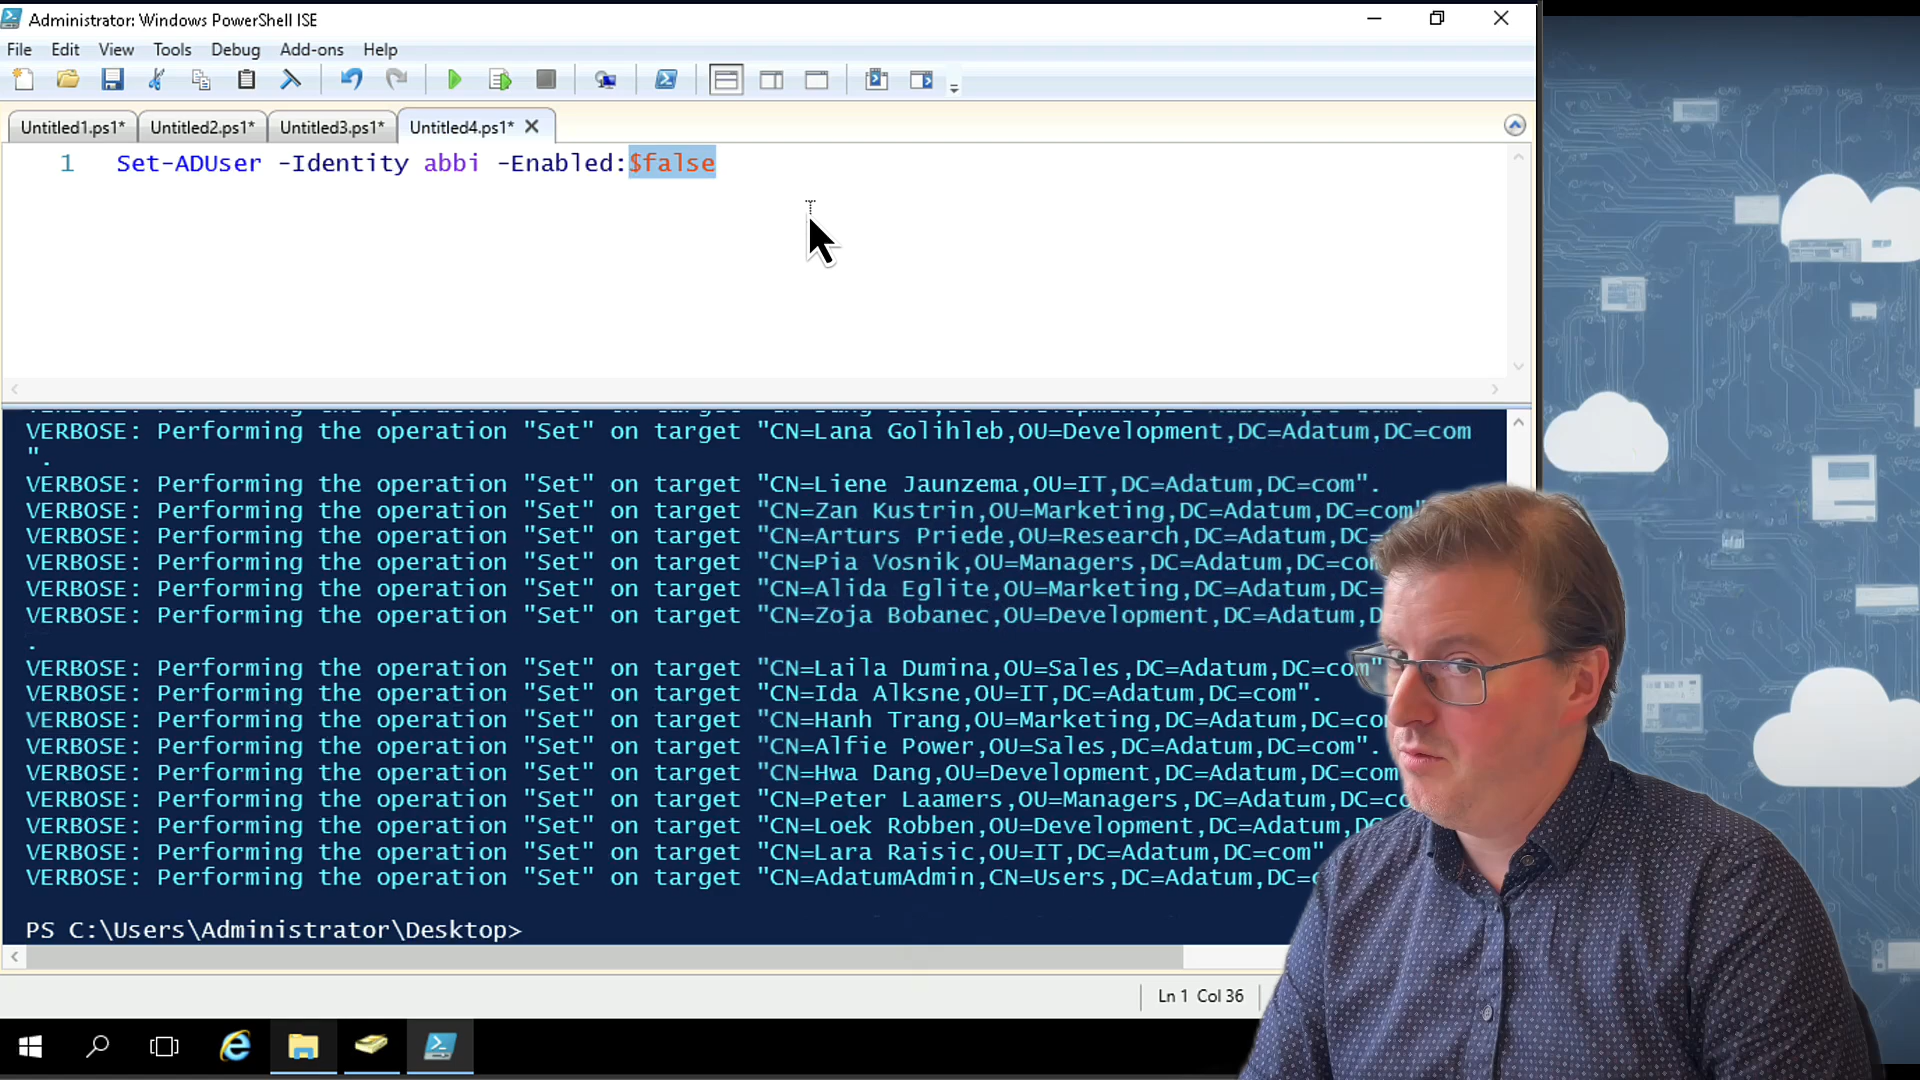 Administrator: Windows PowerShell ISE
File Edit View Tools Debug Add-ons Help
Untitled1.ps1* Untitled2.ps1* Untitled3.ps1* Untitled4.ps1*
1 Set-ADUser -Identity abbi -Enabled:$false
VERBOSE: Performing the operation "Set" on target "CN=Lana Golihleb,OU=Development,DC=Adatum,DC=com
".
VERBOSE: Performing the operation "Set" on target "CN=Liene Jaunzema,OU=IT,DC=Adatum,DC=com".
VERBOSE: Performing the operation "Set" on target "CN=Zan Kustrin,OU=Marketing,DC=Adatum,DC=com"
VERBOSE: Performing the operation "Set" on target "CN=Arturs Priede,OU=Research,DC=Adatum,DC=
VERBOSE: Performing the operation "Set" on target "CN=Pia Vosnik,OU=Managers,DC=Adatum,DC=com
VERBOSE: Performing the operation "Set" on target "CN=Alida Eglite,OU=Marketing,DC=Adatum,DC=
VERBOSE: Performing the operation "Set" on target "CN=Zoja Bobanec,OU=Development,DC=Adatum,D
.
VERBOSE: Performing the operation "Set" on target "CN=Laila Dumina,OU=Sales,DC=Adatum,DC=com"
VERBOSE: Performing the operation "Set" on target "CN=Ida Alksne,OU=IT,DC=Adatum,DC=com".
VERBOSE: Performing the operation "Set" on target "CN=Hanh Trang,OU=Marketing,DC=Adatum,DC=co
VERBOSE: Performing the operation "Set" on target "CN=Alfie Power,OU=Sales,DC=Adatum,DC=com".
VERBOSE: Performing the operation "Set" on target "CN=Hwa Dang,OU=Development,DC=Adatum,DC=com
VERBOSE: Performing the operation "Set" on target "CN=Peter Laamers,OU=Managers,DC=Adatum,DC=co
VERBOSE: Performing the operation "Set" on target "CN=Loek Robben,OU=Development,DC=Adatum,DC
VERBOSE: Performing the operation "Set" on target "CN=Lara Raisic,OU=IT,DC=Adatum,DC=com"
VERBOSE: Performing the operation "Set" on target "CN=AdatumAdmin,CN=Users,DC=Adatum,DC=c
PS C:\Users\Administrator\Desktop>
Ln 1 Col 36